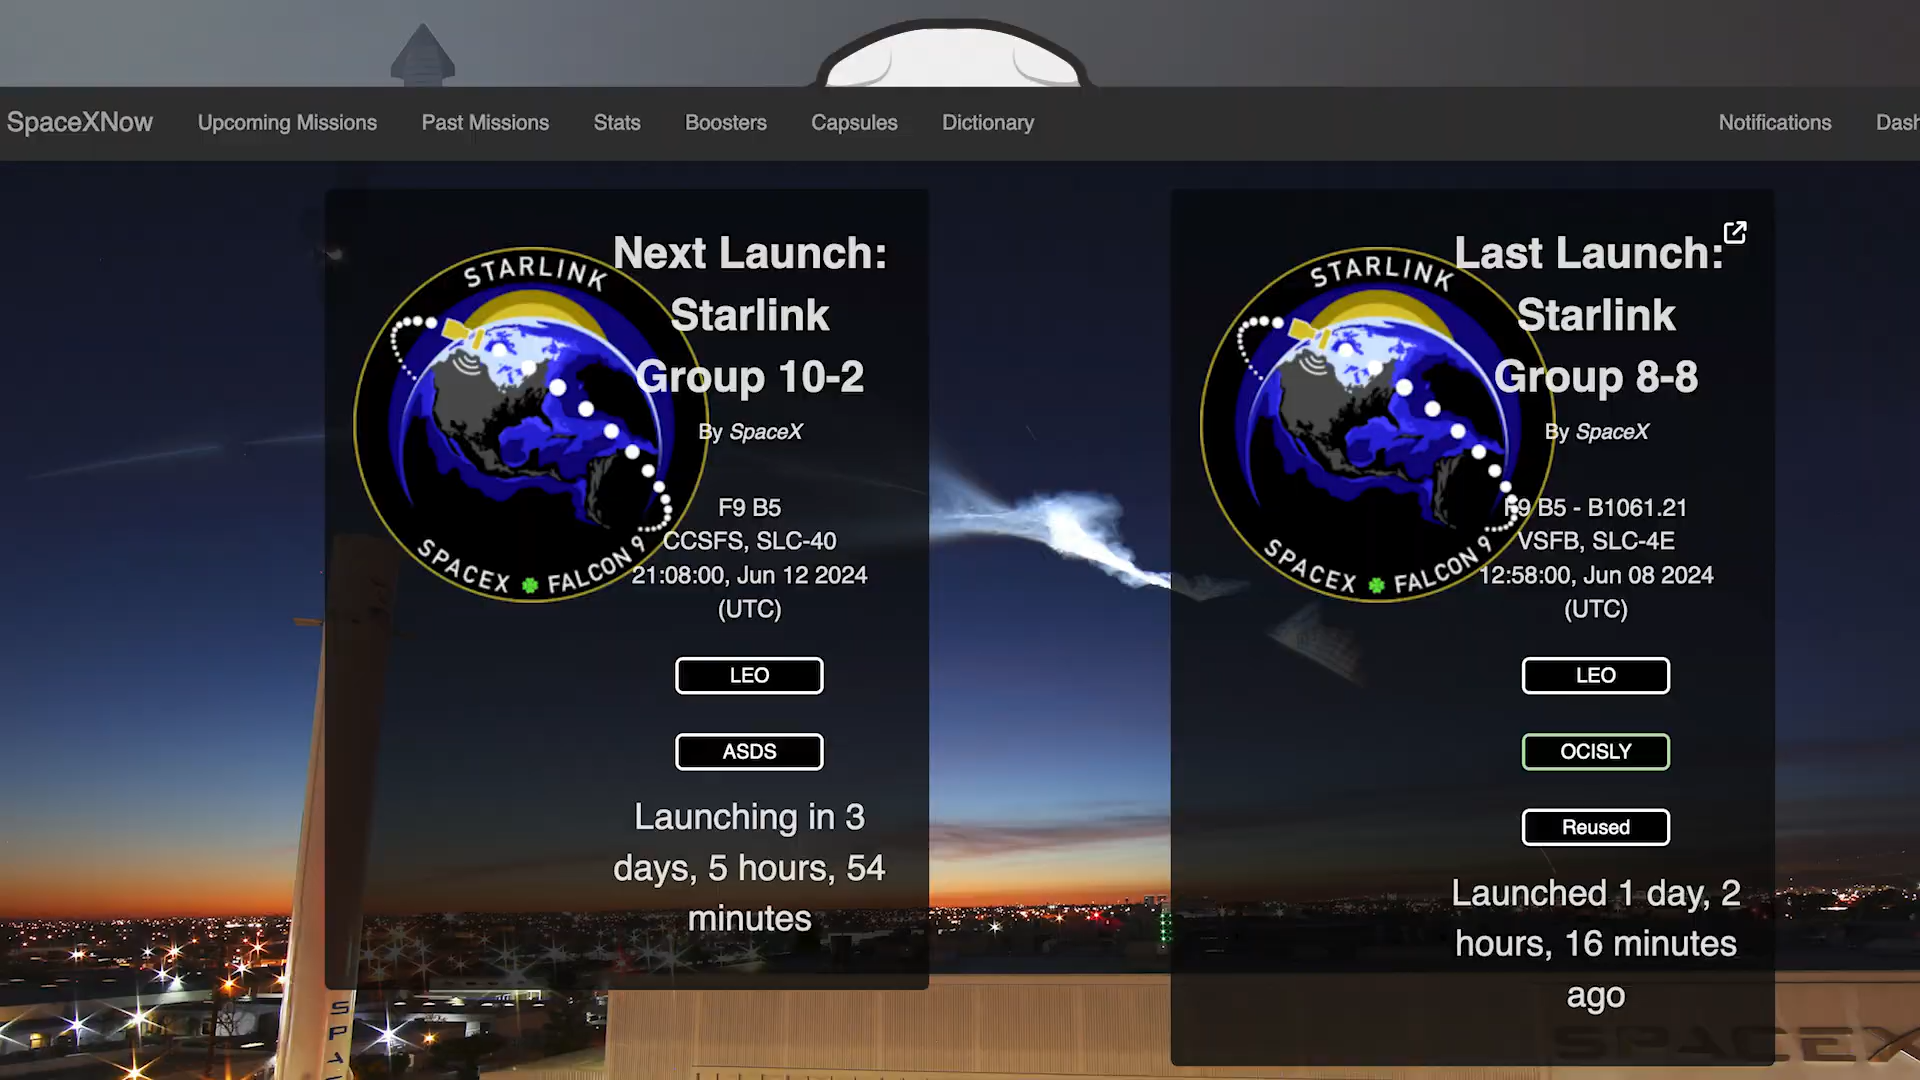 SpaceXNow Upcoming Missions Past Missions Stats Boosters Capsules Dictionary Notifications Dash
STARLINK
SPACEX FALCON 9
Next Launch:
Starlink
Group 10-2
By SpaceX
F9 B5
CCSFS, SLC-40
21:08:00, Jun 12 2024
(UTC)
LEO
ASDS
Launching in 3
days, 5 hours, 54
minutes
STARLINK
SPACEX FALCON 9
Last Launch:
Starlink
Group 8-8
By SpaceX
F9 B5 - B1061.21
VSFB, SLC-4E
12:58:00, Jun 08 2024
(UTC)
LEO
OCISLY
Reused
Launched 1 day, 2
hours, 16 minutes
ago
SPA
SPACEX